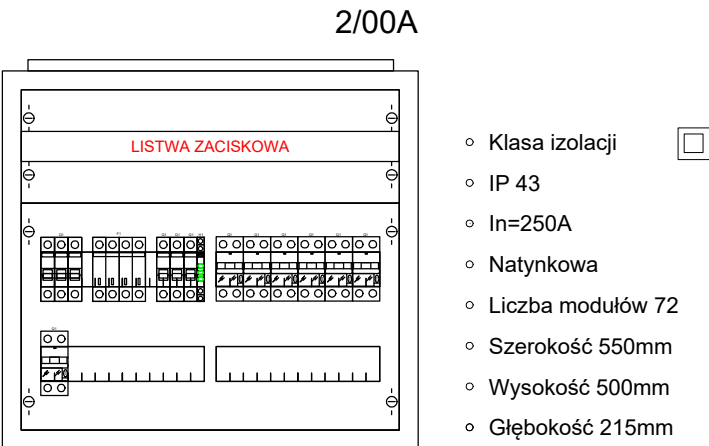 2/00A
LISTWA ZACISKOWA
Klasa izolacji
IP 43
In=250A
Natynkowa
Liczba modułów 72
Szerokość 550mm
Wysokość 500mm
Głębokość 215mm